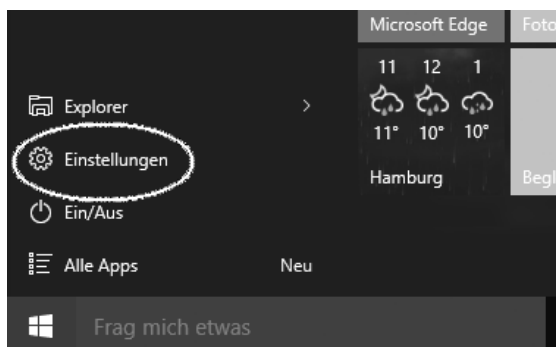 Microsoft Edge
Foto
11 12 1
11° 10° 10°
Hamburg
Begl
Explorer
Einstellungen
Ein/Aus
Alle Apps
Neu
Frag mich etwas